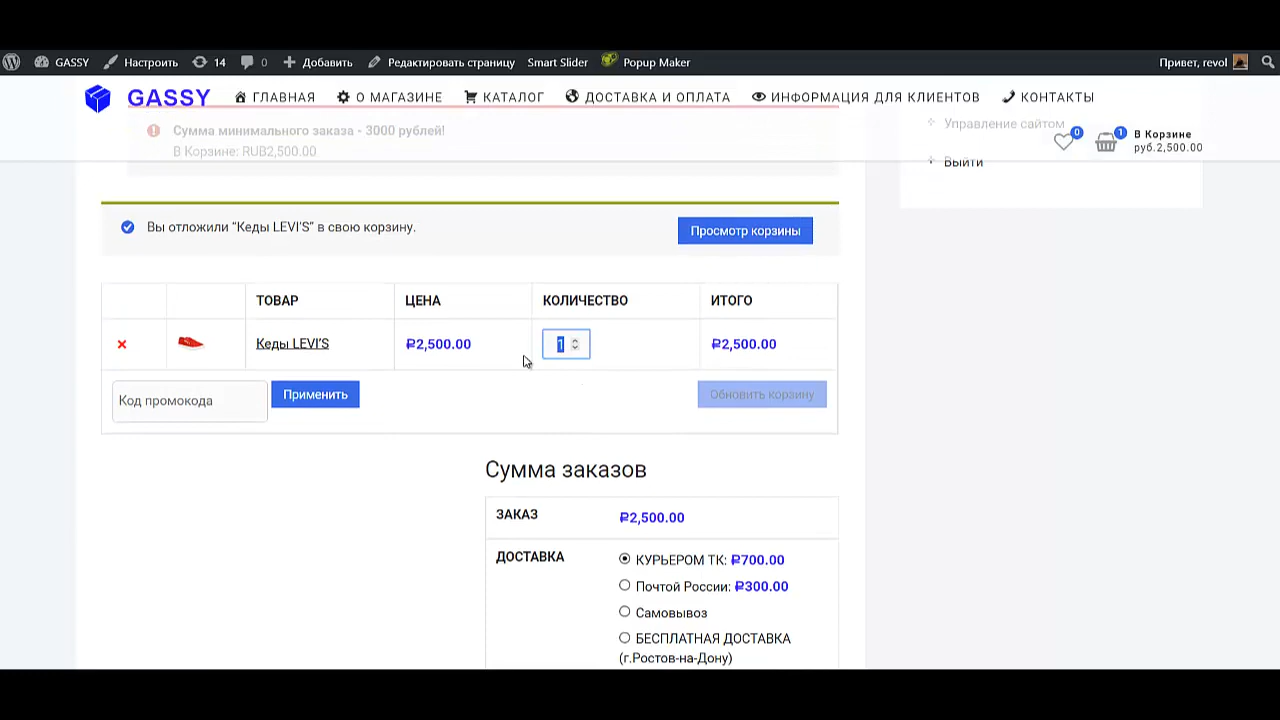 GASSY Настроить 14 0 Добавить Редактировать страницу Smart Slider Popup Maker Привет, revol
GASSY ГЛАВНАЯ О МАГАЗИНЕ КАТАЛОГ ДОСТАВКА И ОПЛАТА ИНФОРМАЦИЯ ДЛЯ КЛИЕНТОВ КОНТАКТЫ
Сумма минимального заказа - 3000 рублей!
В Корзине: RUB2,500.00
Управление сайтом
0 1 В Корзине
руб.2,500.00
Выйти
Вы отложили “Кеды LEVI'S” в свою корзину. Просмотр корзины
ТОВАР ЦЕНА КОЛИЧЕСТВО ИТОГО
× Кеды LEVI'S ₽2,500.00 1 ₽2,500.00
Код промокода Применить Обновить корзину
Сумма заказов
ЗАКАЗ ₽2,500.00
ДОСТАВКА КУРЬЕРОМ ТК: ₽700.00
Почтой России: ₽300.00
Самовывоз
БЕСПЛАТНАЯ ДОСТАВКА
(г.Ростов-на-Дону)